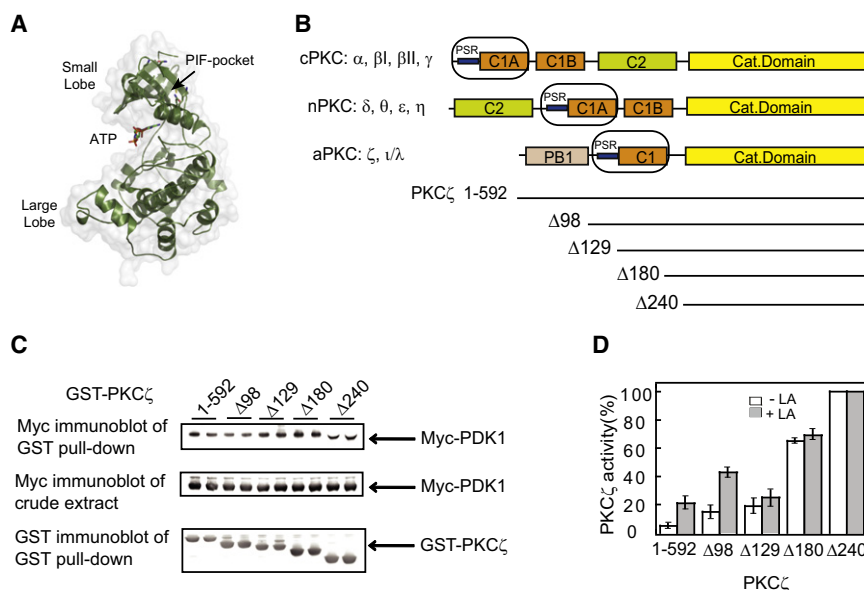 A
Small
Lobe
PIF-pocket
ATP
Large
Lobe
B
cPKC: α, βI, βII, γ
PSR
C1A
C1B
C2
Cat.Domain
nPKC: δ, θ, ε, η
C2
PSR
C1A
C1B
Cat.Domain
aPKC: ζ, ι/λ
PB1
PSR
C1
Cat.Domain
PKCζ 1-592
Δ98
Δ129
Δ180
Δ240
C
GST-PKCζ
1-592
Δ98
Δ129
Δ180
Δ240
Myc immunoblot of
GST pull-down
Myc-PDK1
Myc immunoblot of
crude extract
Myc-PDK1
GST immunoblot of
GST pull-down
GST-PKCζ
D
PKCζ activity(%)
100
80
60
40
20
0
- LA
+ LA
1-592
Δ98
Δ129
Δ180
Δ240
PKCζ